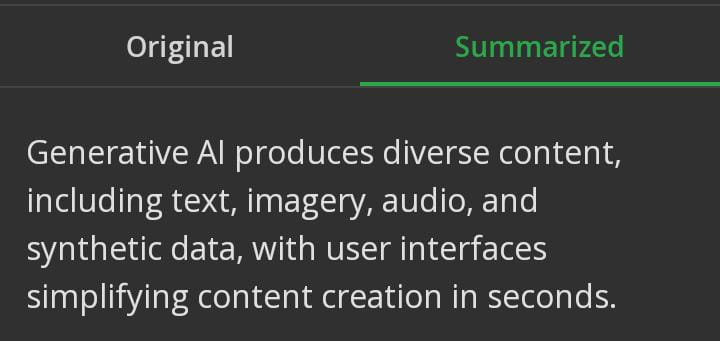 Original
Summarized
Generative AI produces diverse content,
including text, imagery, audio, and
synthetic data, with user interfaces
simplifying content creation in seconds.